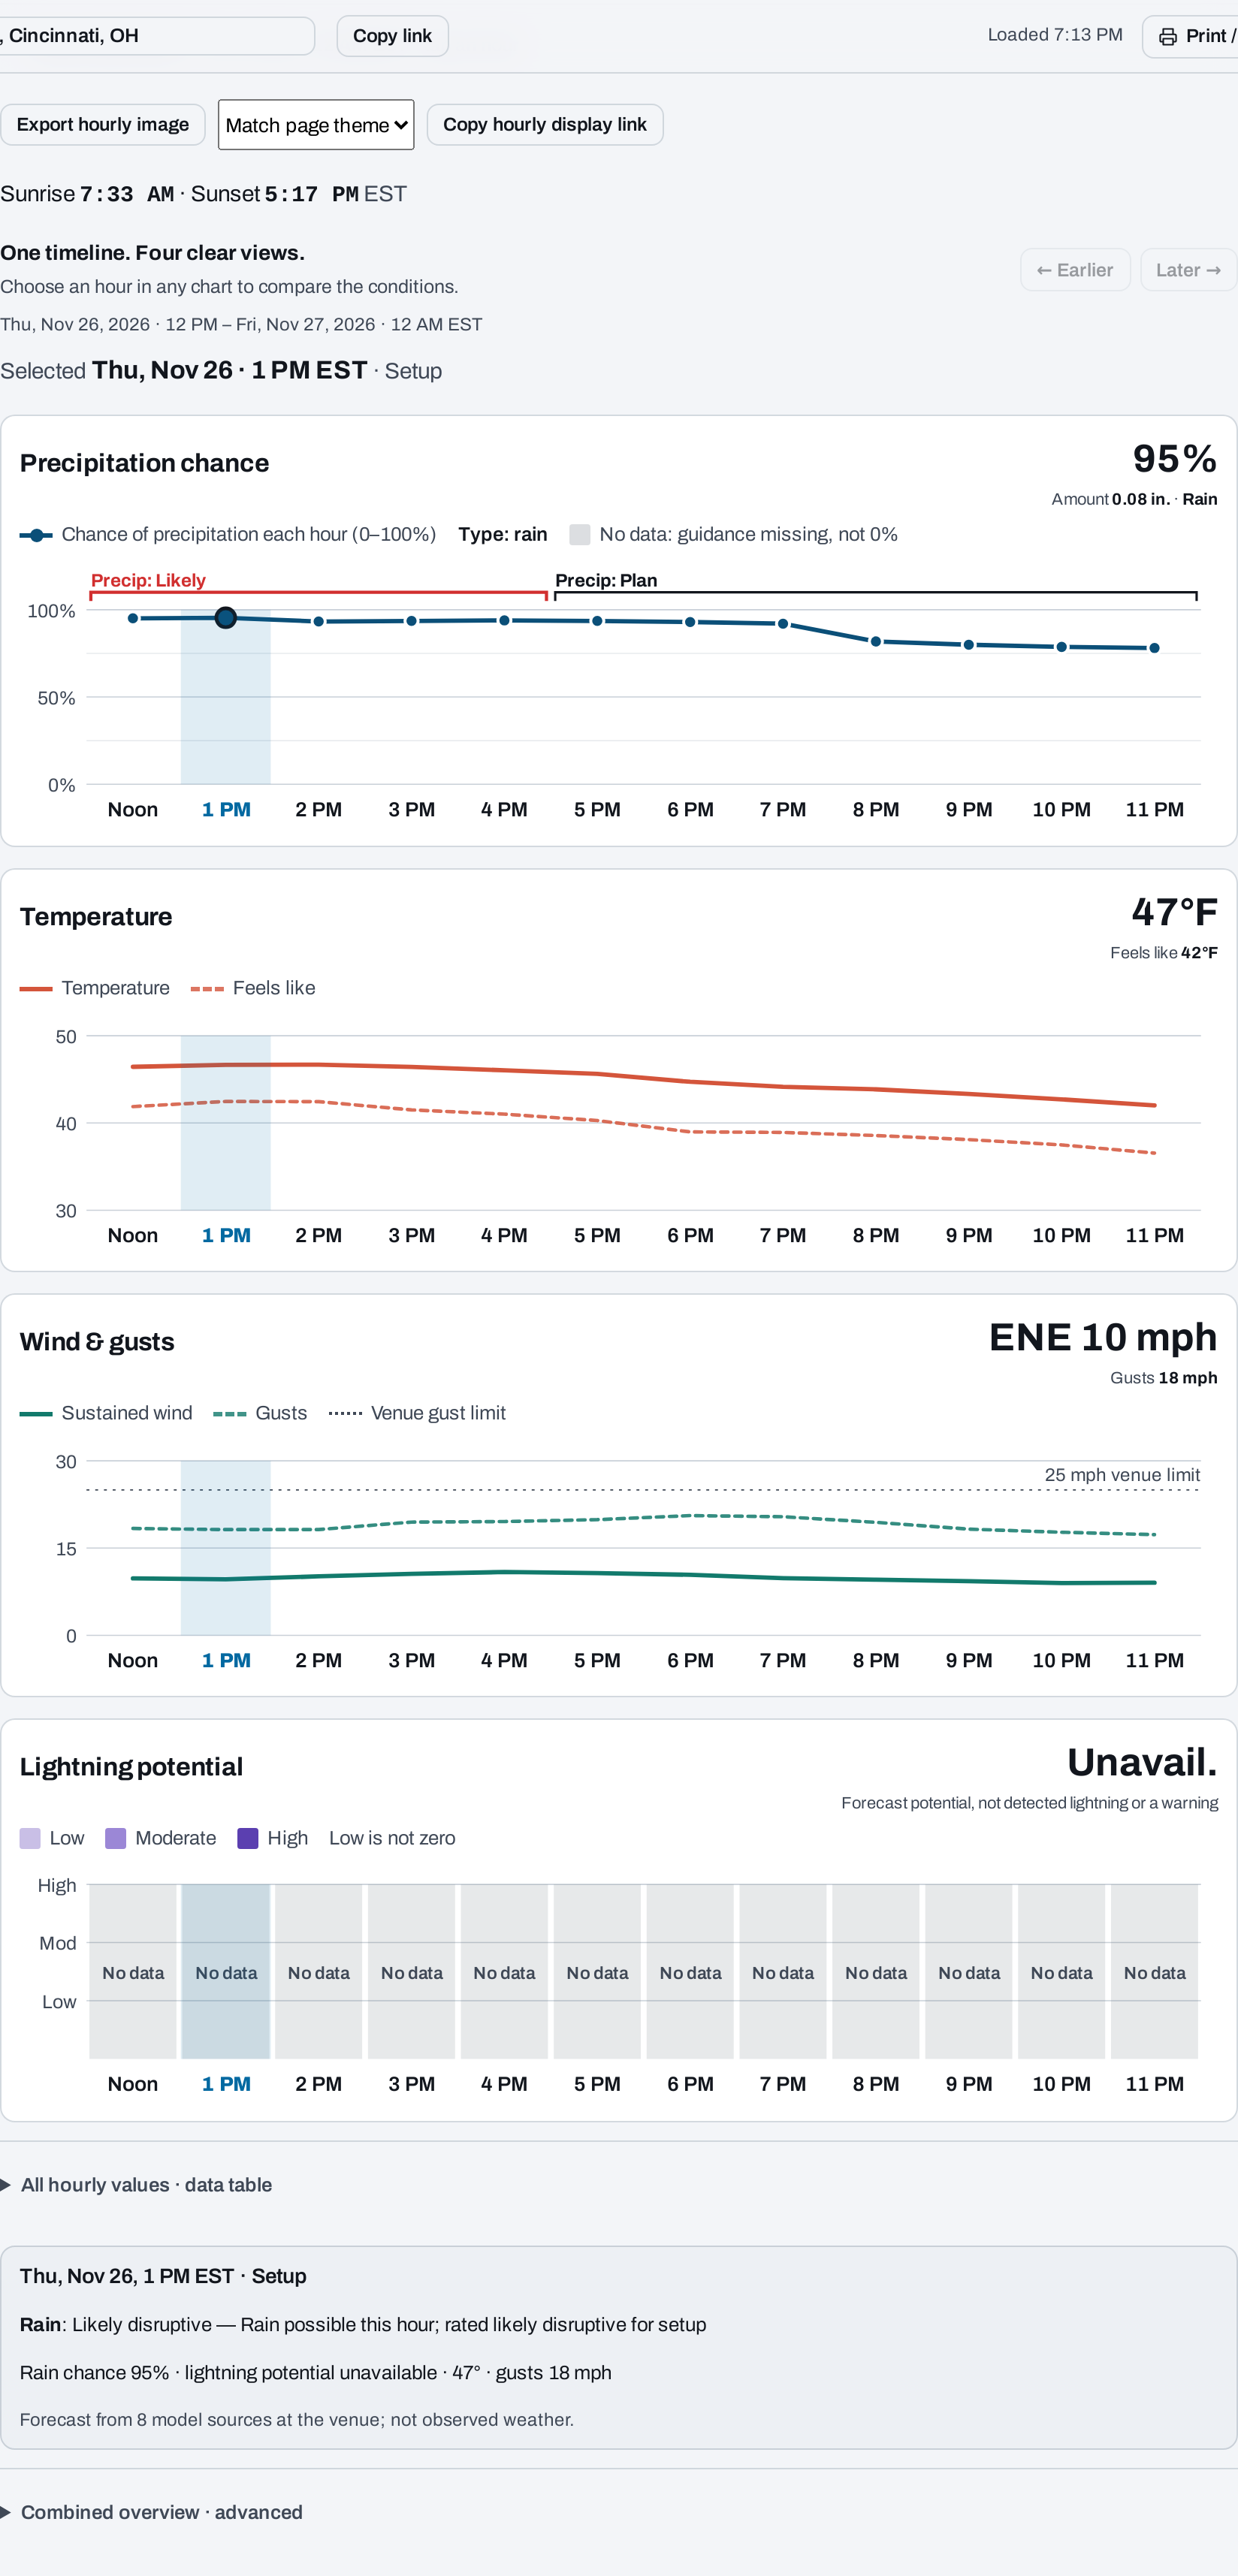 , Cincinnati, OH
Copy link
Loaded 7:13 PM
Print /
Export hourly image
Match page theme
Copy hourly display link
Sunrise 7:33 AM · Sunset 5:17 PM EST
One timeline. Four clear views.
Choose an hour in any chart to compare the conditions.
← Earlier
Later →
Thu, Nov 26, 2026 · 12 PM – Fri, Nov 27, 2026 · 12 AM EST
Selected Thu, Nov 26 · 1 PM EST · Setup
Precipitation chance
95%
Amount 0.08 in. · Rain
Chance of precipitation each hour (0–100%)
Type: rain
No data: guidance missing, not 0%
Precip: Likely
Precip: Plan
100%
50%
0%
Noon 1 PM 2 PM 3 PM 4 PM 5 PM 6 PM 7 PM 8 PM 9 PM 10 PM 11 PM
Temperature
47°F
Feels like 42°F
Temperature
Feels like
50
40
30
Noon 1 PM 2 PM 3 PM 4 PM 5 PM 6 PM 7 PM 8 PM 9 PM 10 PM 11 PM
Wind & gusts
ENE 10 mph
Gusts 18 mph
Sustained wind
Gusts
Venue gust limit
30
25 mph venue limit
15
0
Noon 1 PM 2 PM 3 PM 4 PM 5 PM 6 PM 7 PM 8 PM 9 PM 10 PM 11 PM
Lightning potential
Unavail.
Forecast potential, not detected lightning or a warning
Low
Moderate
High
Low is not zero
High
Mod
No data No data No data No data No data No data No data No data No data No data No data No data
Low
Noon 1 PM 2 PM 3 PM 4 PM 5 PM 6 PM 7 PM 8 PM 9 PM 10 PM 11 PM
All hourly values · data table
Thu, Nov 26, 1 PM EST · Setup
Rain: Likely disruptive — Rain possible this hour; rated likely disruptive for setup
Rain chance 95% · lightning potential unavailable · 47° · gusts 18 mph
Forecast from 8 model sources at the venue; not observed weather.
Combined overview · advanced